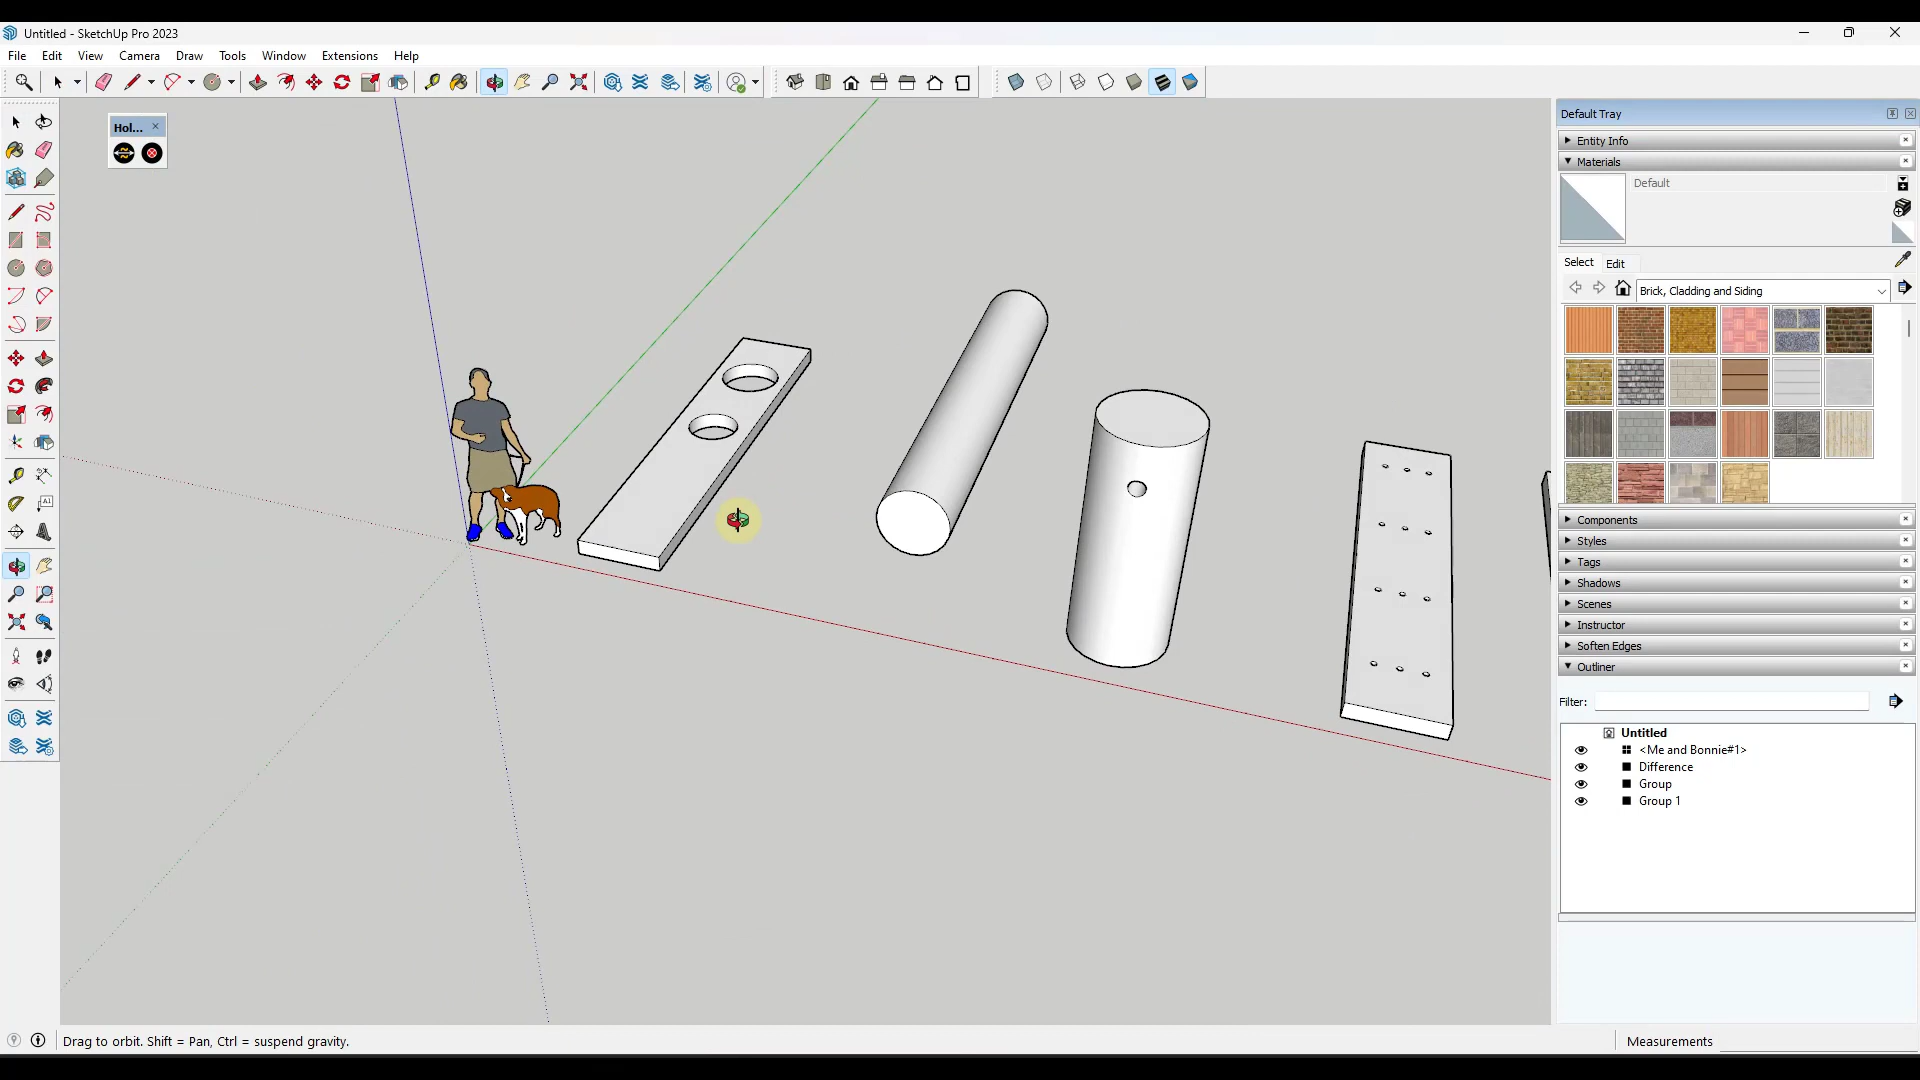 Untitled - SketchUp Pro 2023
File Edit View Camera Draw Tools Window Extensions Help
Hol...
Default Tray
Entity Info
Materials
Default
Select Edit
Brick, Cladding and Siding
Components
Styles
Tags
Shadows
Scenes
Instructor
Soften Edges
Outliner
Filter:
Untitled
<Me and Bonnie#1>
Difference
Group
Group 1
Drag to orbit. Shift = Pan, Ctrl = suspend gravity.
Measurements